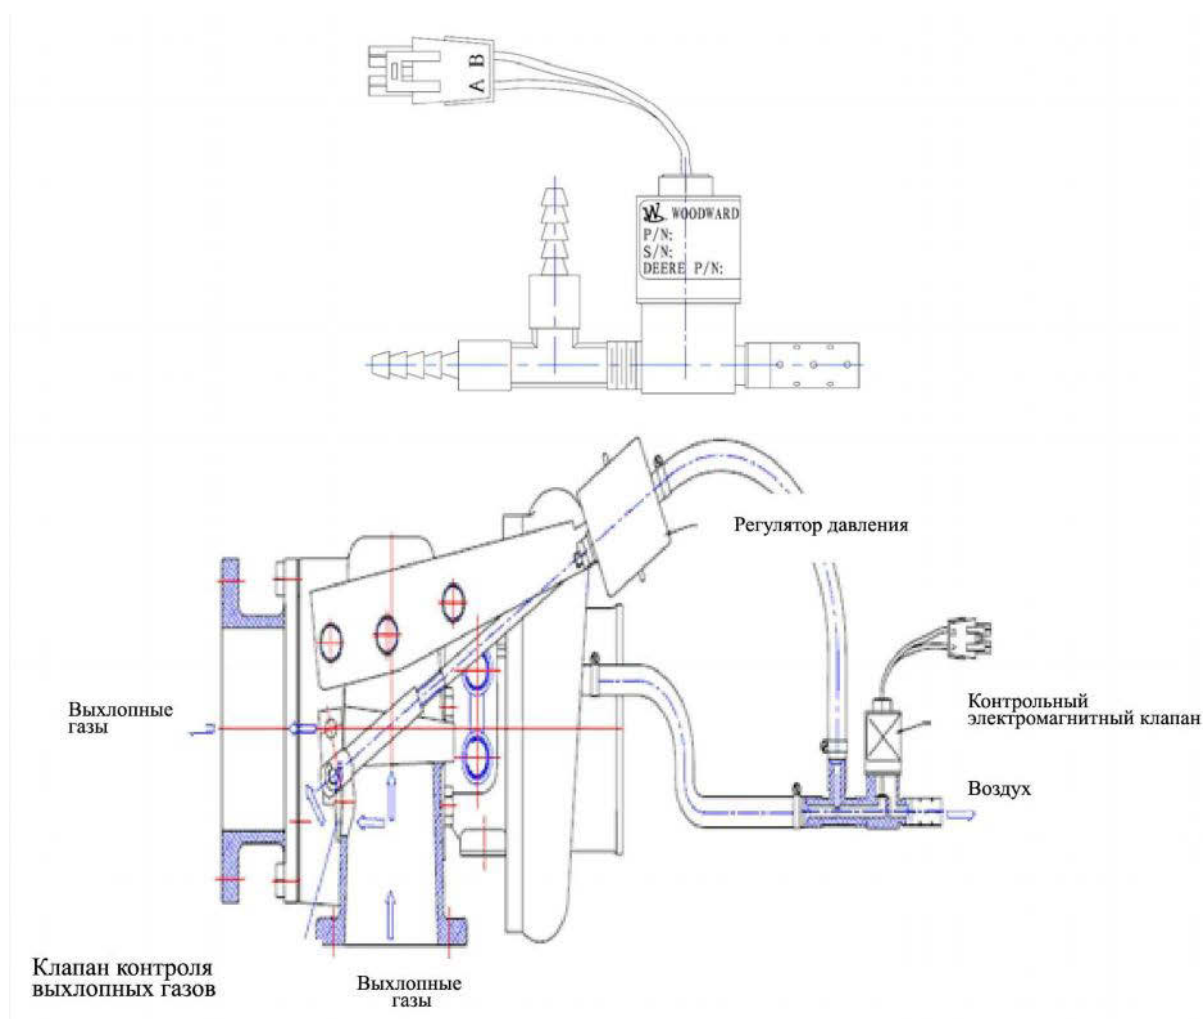 A B
W WOODWARD
P/N:
S/N:
DEERE P/N:
Регулятор давления
Выхлопные
газы
Контрольный
электромагнитный клапан
Воздух
Клапан контроля
выхлопных газов
Выхлопные
газы